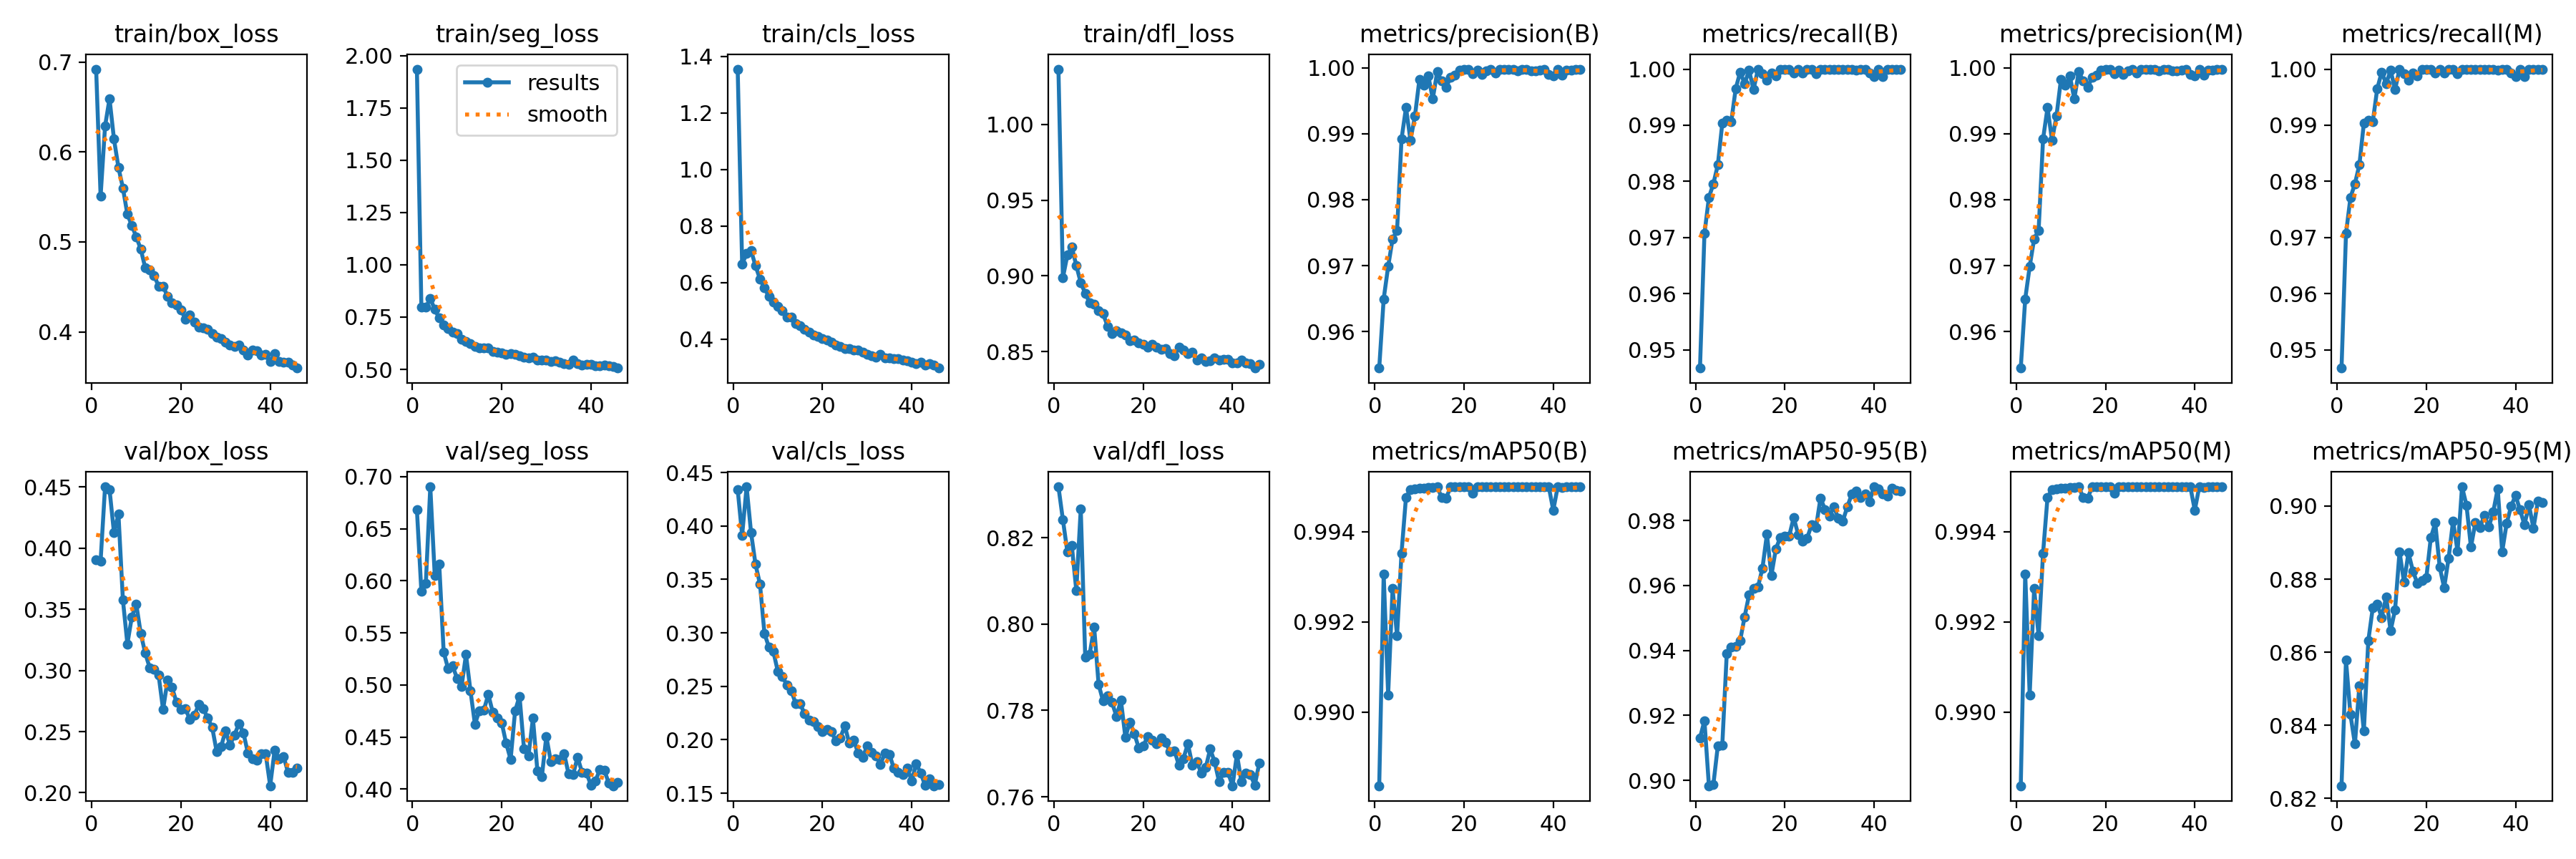 train/box_loss
0.7
0.6
0.5
0.4
0 20 40
train/seg_loss
2.00
1.75
1.50
1.25
1.00
0.75
0.50
results
smooth
0 20 40
train/cls_loss
1.4
1.2
1.0
0.8
0.6
0.4
0 20 40
train/dfl_loss
1.00
0.95
0.90
0.85
0 20 40
metrics/precision(B)
1.00
0.99
0.98
0.97
0.96
0 20 40
metrics/recall(B)
1.00
0.99
0.98
0.97
0.96
0.95
0 20 40
metrics/precision(M)
1.00
0.99
0.98
0.97
0.96
0 20 40
metrics/recall(M)
1.00
0.99
0.98
0.97
0.96
0.95
0 20 40
val/box_loss
0.45
0.40
0.35
0.30
0.25
0.20
0 20 40
val/seg_loss
0.70
0.65
0.60
0.55
0.50
0.45
0.40
0 20 40
val/cls_loss
0.45
0.40
0.35
0.30
0.25
0.20
0.15
0 20 40
val/dfl_loss
0.82
0.80
0.78
0.76
0 20 40
metrics/mAP50(B)
0.994
0.992
0.990
0 20 40
metrics/mAP50-95(B)
0.98
0.96
0.94
0.92
0.90
0 20 40
metrics/mAP50(M)
0.994
0.992
0.990
0 20 40
metrics/mAP50-95(M)
0.90
0.88
0.86
0.84
0.82
0 20 40